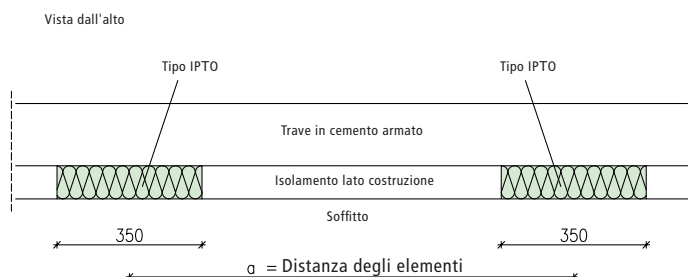 Vista dall'alto
Tipo IPTO
Tipo IPTO
Trave in cemento armato
Isolamento lato costruzione
Soffitto
350
350
a = Distanza degli elementi